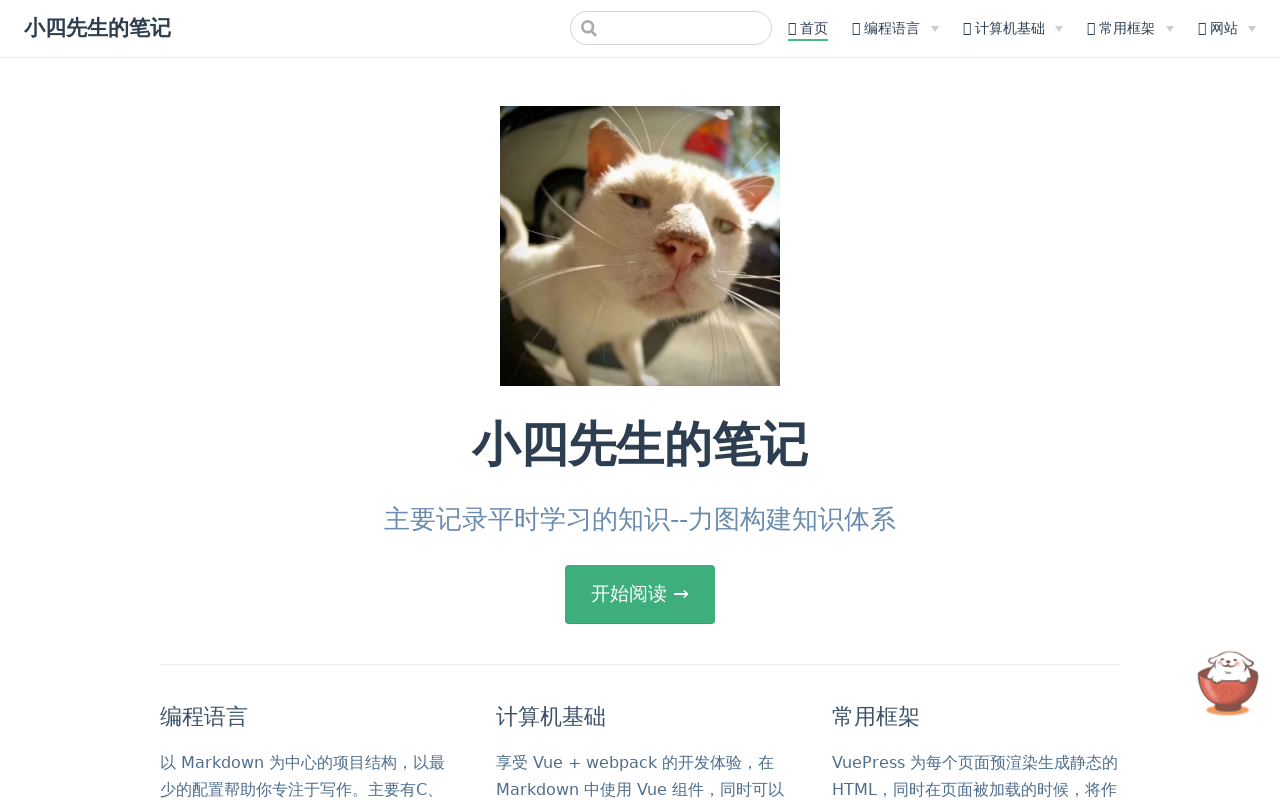 小四先生的笔记
首页
编程语言
计算机基础
常用框架
网站
小四先生的笔记
主要记录平时学习的知识--力图构建知识体系
开始阅读 →
编程语言
以 Markdown 为中心的项目结构，以最
少的配置帮助你专注于写作。主要有C、
计算机基础
享受 Vue + webpack 的开发体验，在
Markdown 中使用 Vue 组件，同时可以
常用框架
VuePress 为每个页面预渲染生成静态的
HTML，同时在页面被加载的时候，将作